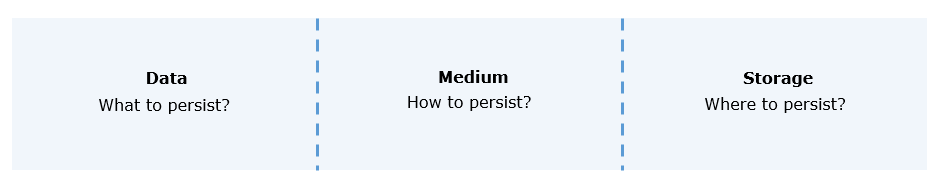 Data
What to persist?
Medium
How to persist?
Storage
Where to persist?